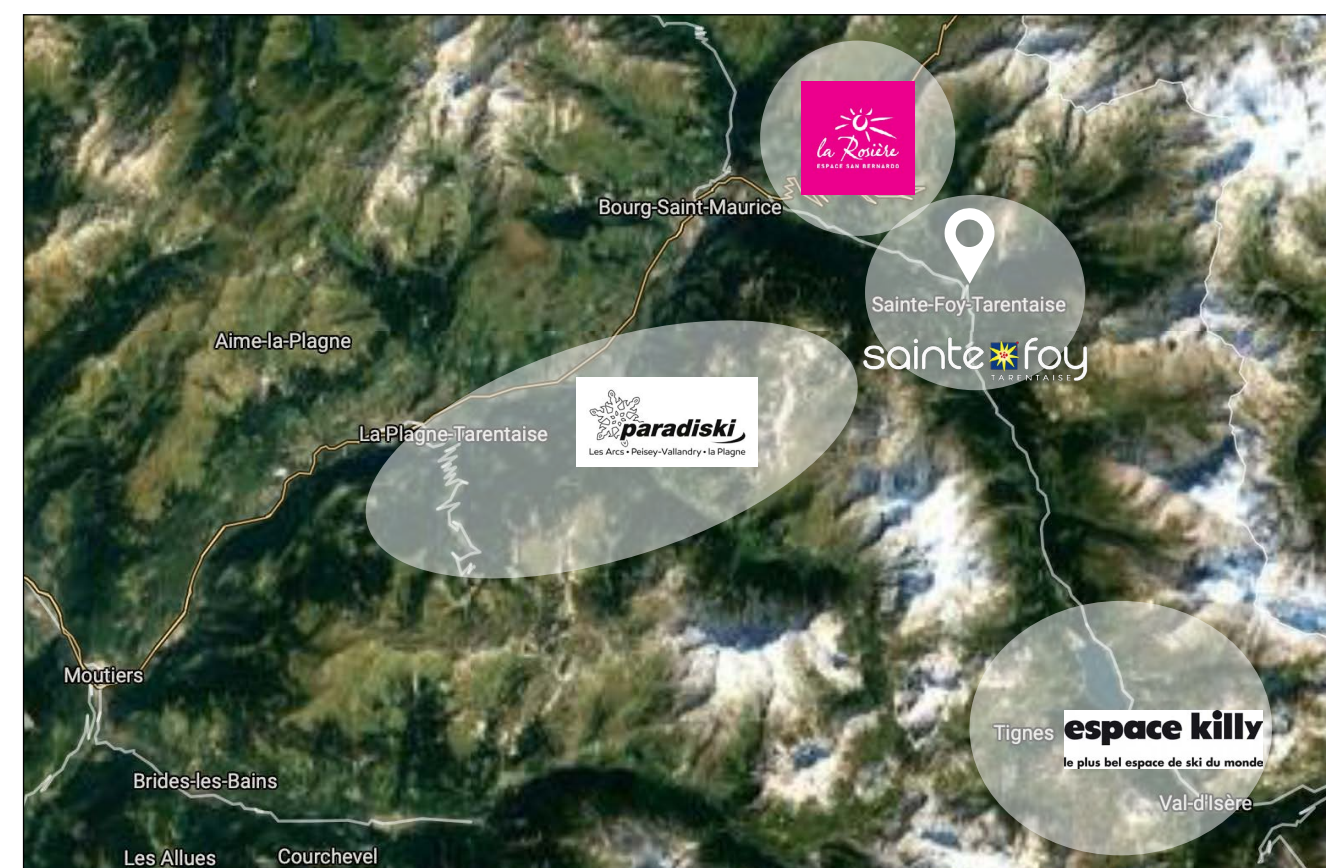 la Rosière
ESPACE SAN BERNARDO
Bourg-Saint-Maurice
Sainte-Foy-Tarentaise
Aime-la-Plagne
sainte foy
TARENTAISE
paradiski
Les Arcs • Peisey-Vallandry • la Plagne
La Plagne-Tarentaise
Moutiers
Tignes
espace killy
le plus bel espace de ski du monde
Brides-les-Bains
Val-d'Isère
Les Allues
Courchevel